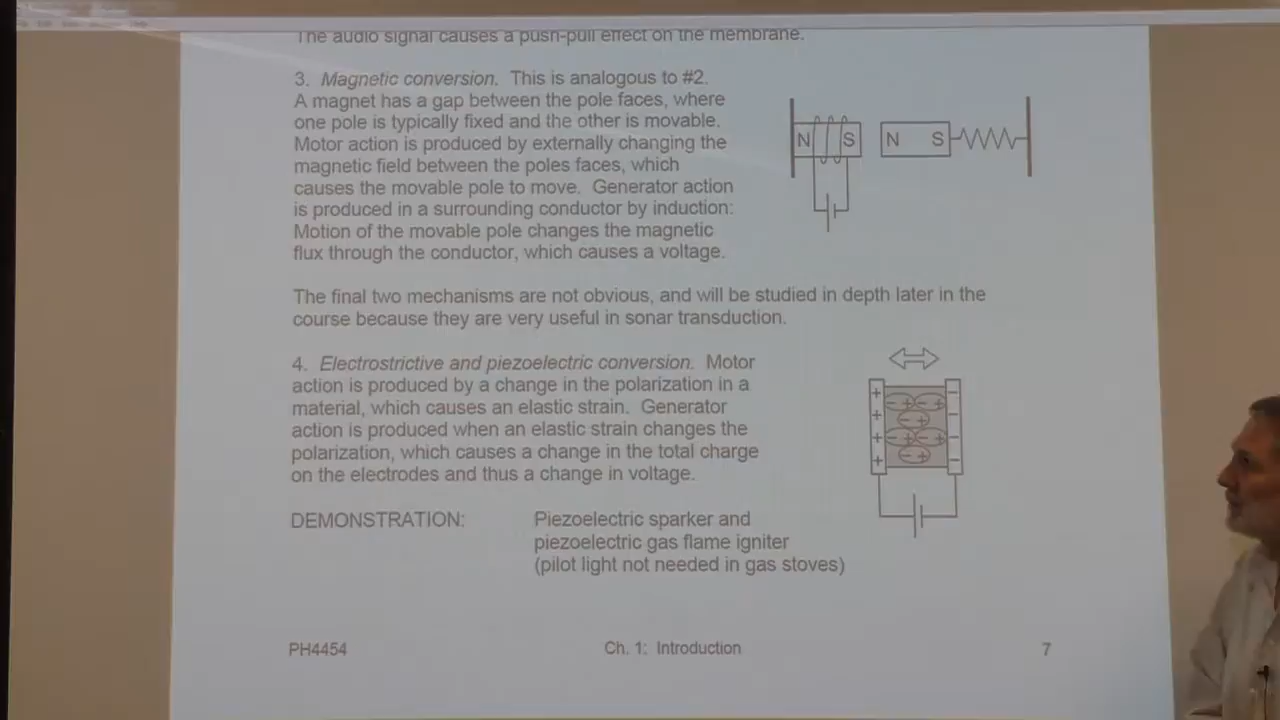 The audio signal causes a push-pull effect on the membrane.
3. Magnetic conversion. This is analogous to #2.
A magnet has a gap between the pole faces, where
one pole is typically fixed and the other is movable.
Motor action is produced by externally changing the
magnetic field between the poles faces, which
causes the movable pole to move. Generator action
is produced in a surrounding conductor by induction:
Motion of the movable pole changes the magnetic
flux through the conductor, which causes a voltage.
N S N S
The final two mechanisms are not obvious, and will be studied in depth later in the
course because they are very useful in sonar transduction.
4. Electrostrictive and piezoelectric conversion. Motor
action is produced by a change in the polarization in a
material, which causes an elastic strain. Generator
action is produced when an elastic strain changes the
polarization, which causes a change in the total charge
on the electrodes and thus a change in voltage.
+ - + - + -
+ - + -
+ - + - + -
+ - + -
DEMONSTRATION: Piezoelectric sparker and
piezoelectric gas flame igniter
(pilot light not needed in gas stoves)
PH4454 Ch. 1: Introduction 7